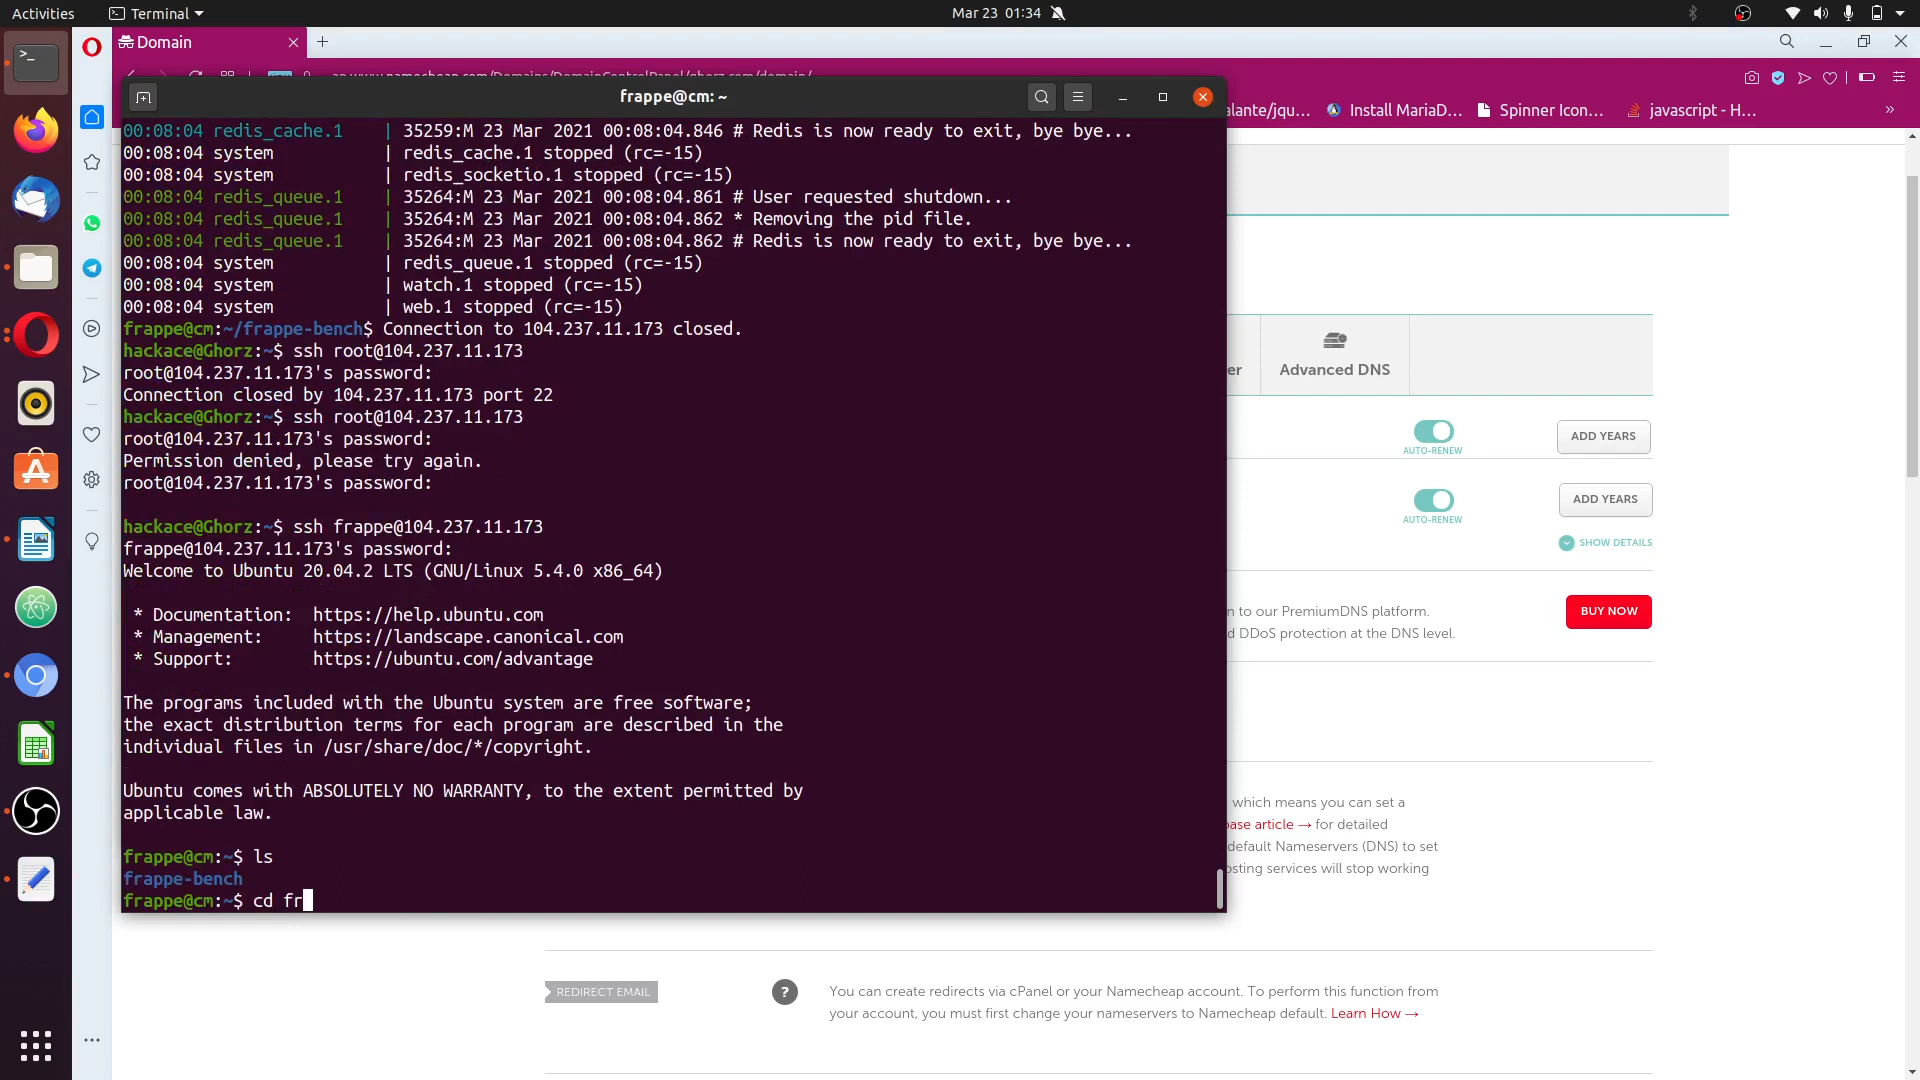 Activities
Terminal
Mar 23 01:34
Domain
frappe@cm: ~
alante/jqu...
Install MariaD...
Spinner Icon...
javascript - H...
00:08:04 redis_cache.1 | 35259:M 23 Mar 2021 00:08:04.846 # Redis is now ready to exit, bye bye...
00:08:04 system | redis_cache.1 stopped (rc=-15)
00:08:04 system | redis_socketio.1 stopped (rc=-15)
00:08:04 redis_queue.1 | 35264:M 23 Mar 2021 00:08:04.861 # User requested shutdown...
00:08:04 redis_queue.1 | 35264:M 23 Mar 2021 00:08:04.862 * Removing the pid file.
00:08:04 redis_queue.1 | 35264:M 23 Mar 2021 00:08:04.862 # Redis is now ready to exit, bye bye...
00:08:04 system | redis_queue.1 stopped (rc=-15)
00:08:04 system | watch.1 stopped (rc=-15)
00:08:04 system | web.1 stopped (rc=-15)
frappe@cm:~/frappe-bench$ Connection to 104.237.11.173 closed.
hackace@Ghorz:~$ ssh root@104.237.11.173
root@104.237.11.173's password:
Connection closed by 104.237.11.173 port 22
hackace@Ghorz:~$ ssh root@104.237.11.173
root@104.237.11.173's password:
Permission denied, please try again.
root@104.237.11.173's password:
hackace@Ghorz:~$ ssh frappe@104.237.11.173
frappe@104.237.11.173's password:
Welcome to Ubuntu 20.04.2 LTS (GNU/Linux 5.4.0 x86_64)
* Documentation: https://help.ubuntu.com
* Management: https://landscape.canonical.com
* Support: https://ubuntu.com/advantage
The programs included with the Ubuntu system are free software;
the exact distribution terms for each program are described in the
individual files in /usr/share/doc/*/copyright.
Ubuntu comes with ABSOLUTELY NO WARRANTY, to the extent permitted by
applicable law.
frappe@cm:~$ ls
frappe-bench
frappe@cm:~$ cd fr
er
Advanced DNS
AUTO-RENEW
ADD YEARS
AUTO-RENEW
ADD YEARS
SHOW DETAILS
n to our PremiumDNS platform.
d DDoS protection at the DNS level.
BUY NOW
which means you can set a
base article → for detailed
default Nameservers (DNS) to set
osting services will stop working
REDIRECT EMAIL
?
You can create redirects via cPanel or your Namecheap account. To perform this function from
your account, you must first change your nameservers to Namecheap default. Learn How →